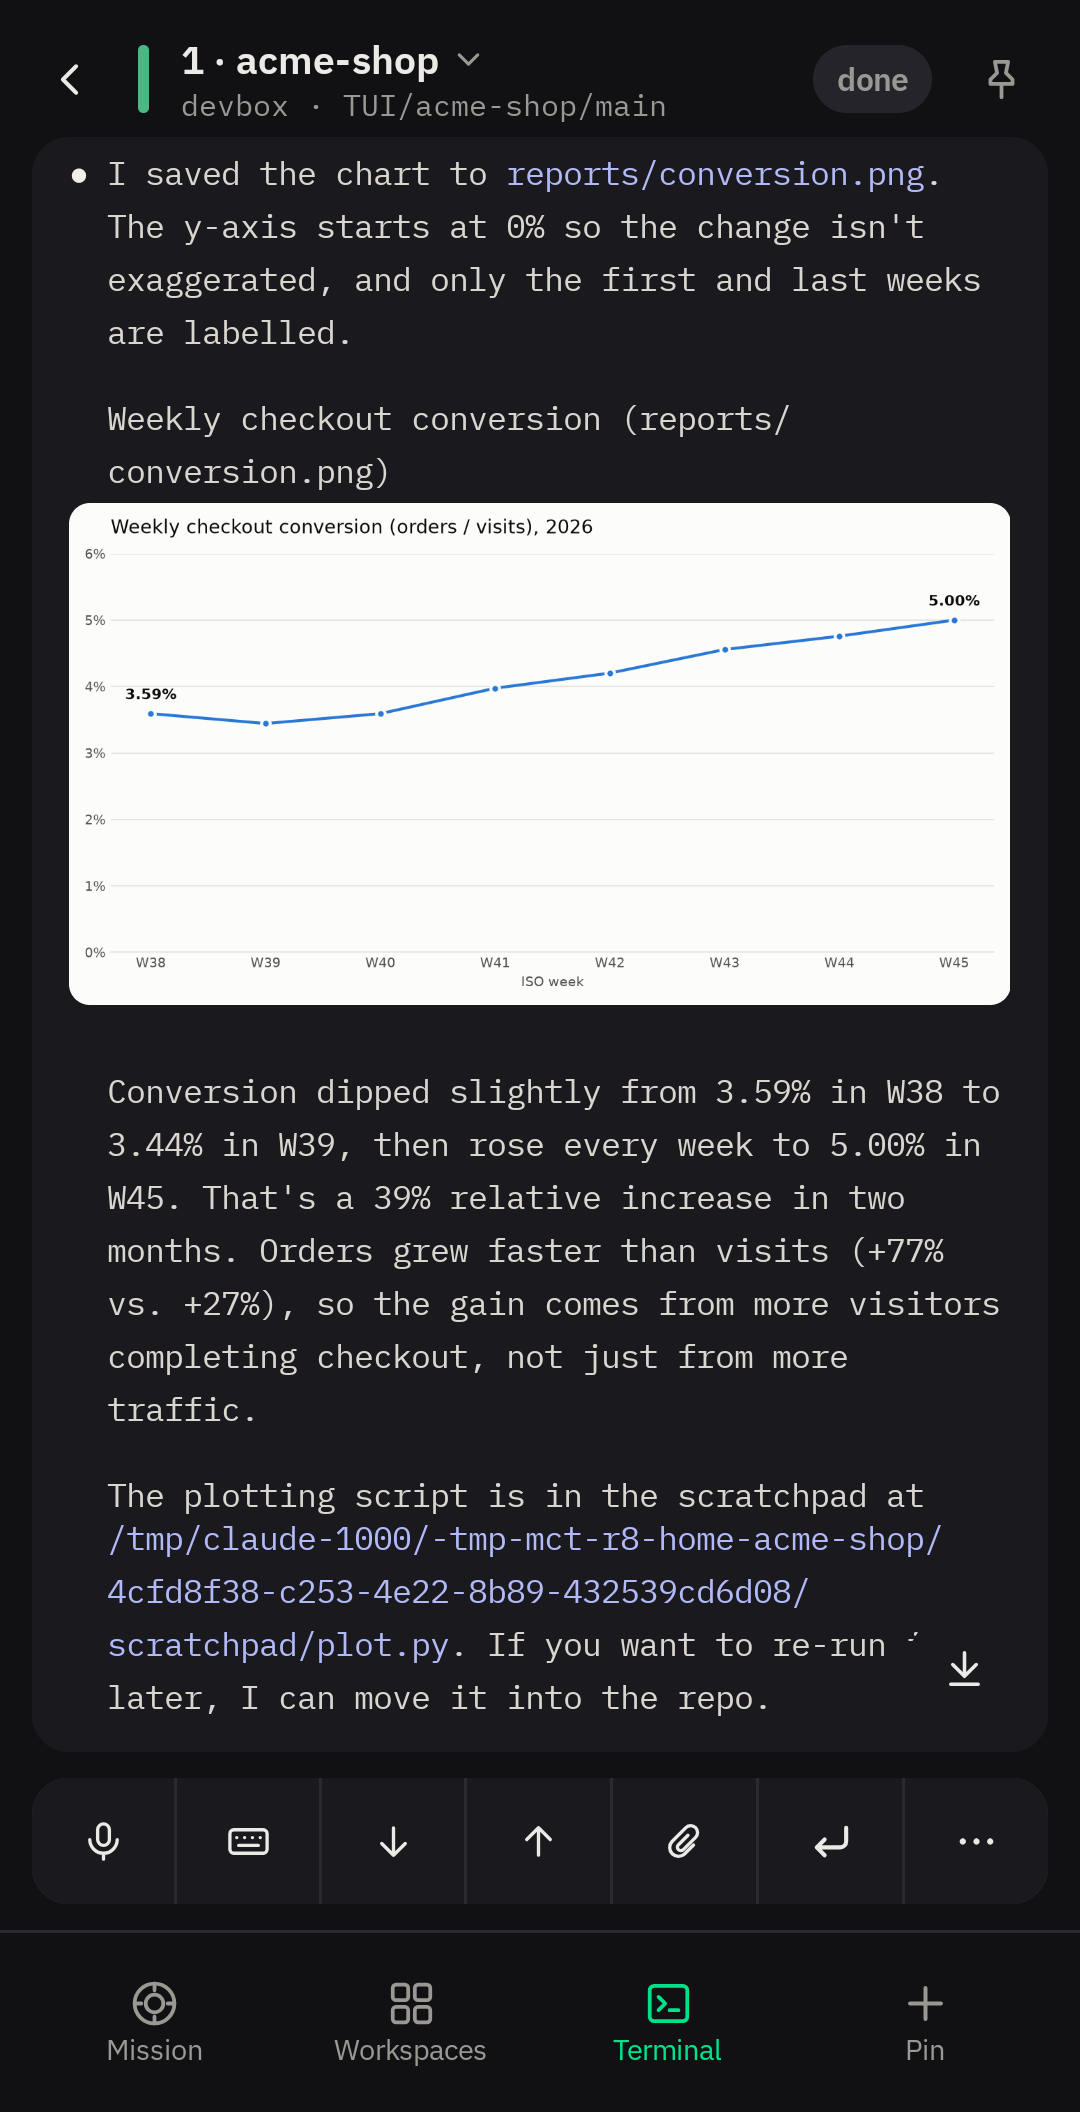 1 · acme-shop
devbox · TUI/acme-shop/main
done
• I saved the chart to reports/conversion.png.
The y-axis starts at 0% so the change isn't
exaggerated, and only the first and last weeks
are labelled.
Weekly checkout conversion (reports/
conversion.png)
Weekly checkout conversion (orders / visits), 2026
6%
5.00%
5%
4%
3.59%
3%
2%
1%
0%
W38 W39 W40 W41 W42 W43 W44 W45
ISO week
Conversion dipped slightly from 3.59% in W38 to
3.44% in W39, then rose every week to 5.00% in
W45. That's a 39% relative increase in two
months. Orders grew faster than visits (+77%
vs. +27%), so the gain comes from more visitors
completing checkout, not just from more
traffic.
The plotting script is in the scratchpad at
/tmp/claude-1000/-tmp-mct-r8-home-acme-shop/
4cfd8f38-c253-4e22-8b89-432539cd6d08/
scratchpad/plot.py. If you want to re-run
later, I can move it into the repo.
Mission Workspaces Terminal Pin